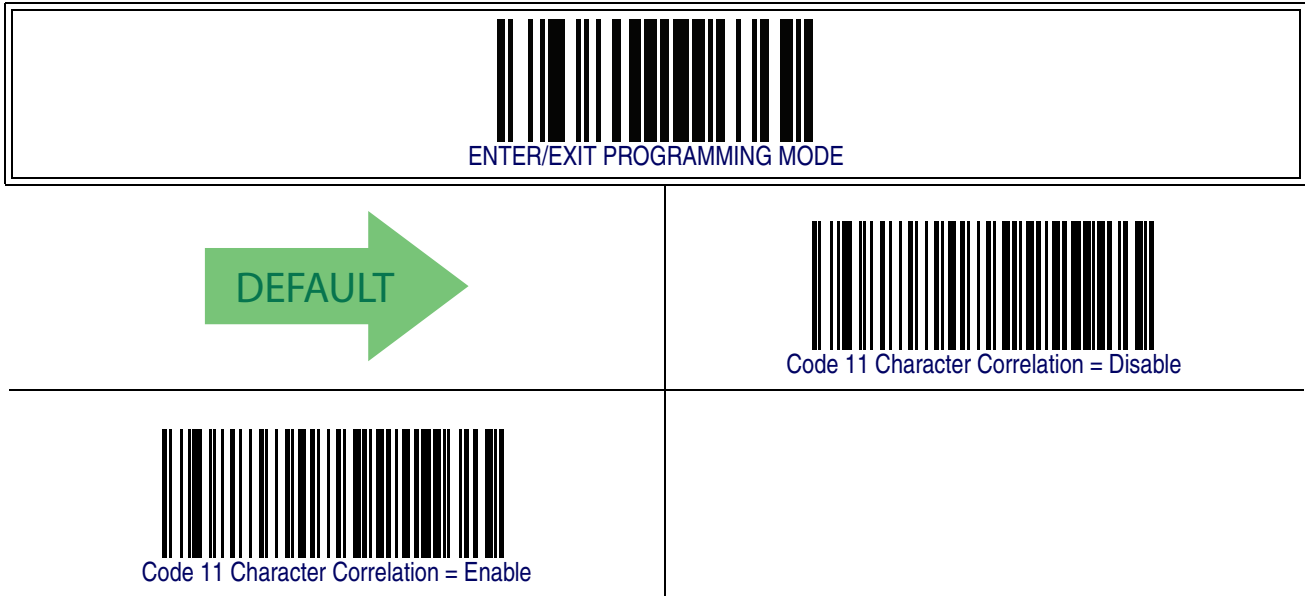 ENTER/EXIT PROGRAMMING MODE
DEFAULT
Code 11 Character Correlation = Disable
Code 11 Character Correlation = Enable